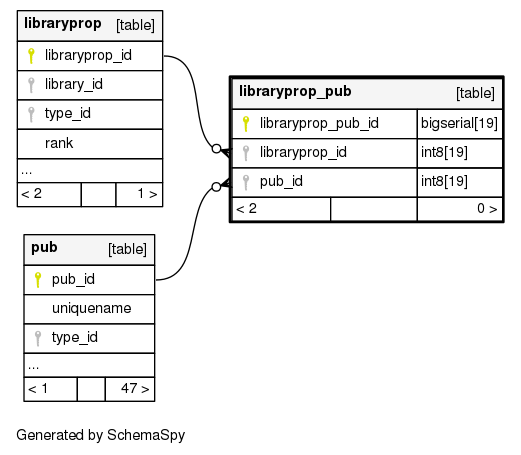 libraryprop [table]
libraryprop_id
library_id
type_id
rank
...
< 2 1 >
libraryprop_pub [table]
libraryprop_pub_id bigserial[19]
libraryprop_id int8[19]
pub_id int8[19]
< 2 0 >
pub [table]
pub_id
uniquename
type_id
...
< 1 47 >
Generated by SchemaSpy